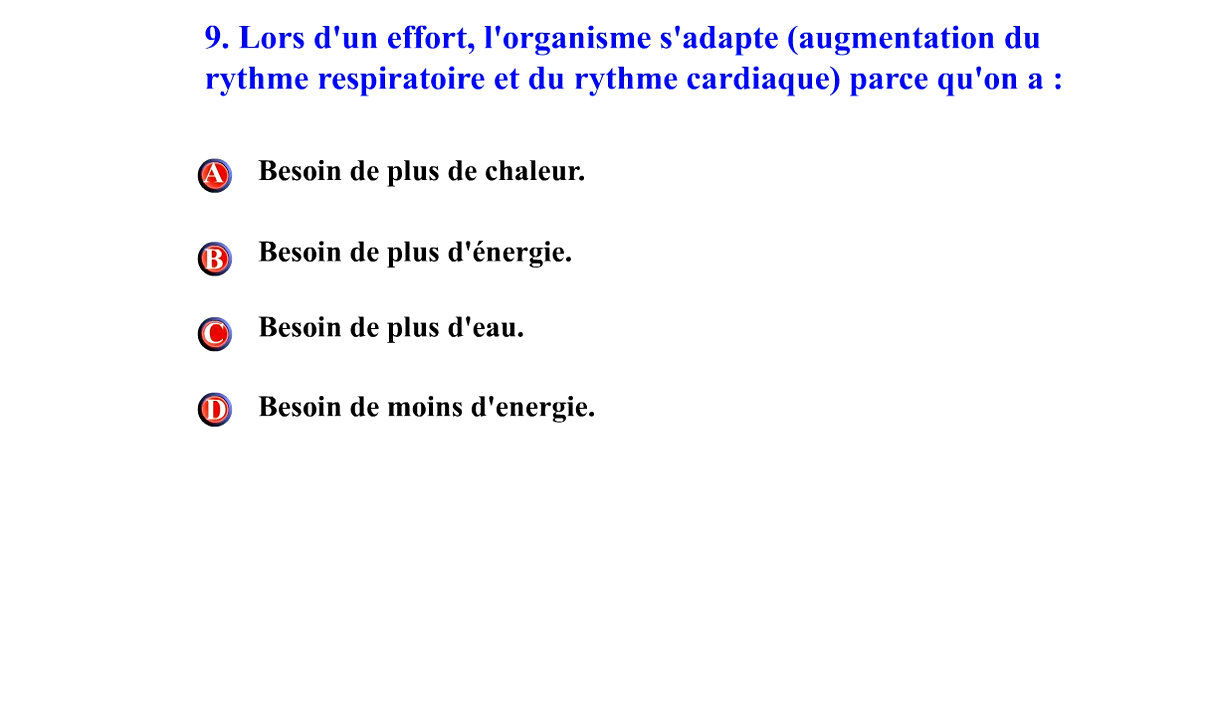 9. Lors d'un effort, l'organisme s'adapte (augmentation du
rythme respiratoire et du rythme cardiaque) parce qu'on a :
A Besoin de plus de chaleur.
B Besoin de plus d'énergie.
C Besoin de plus d'eau.
D Besoin de moins d'energie.